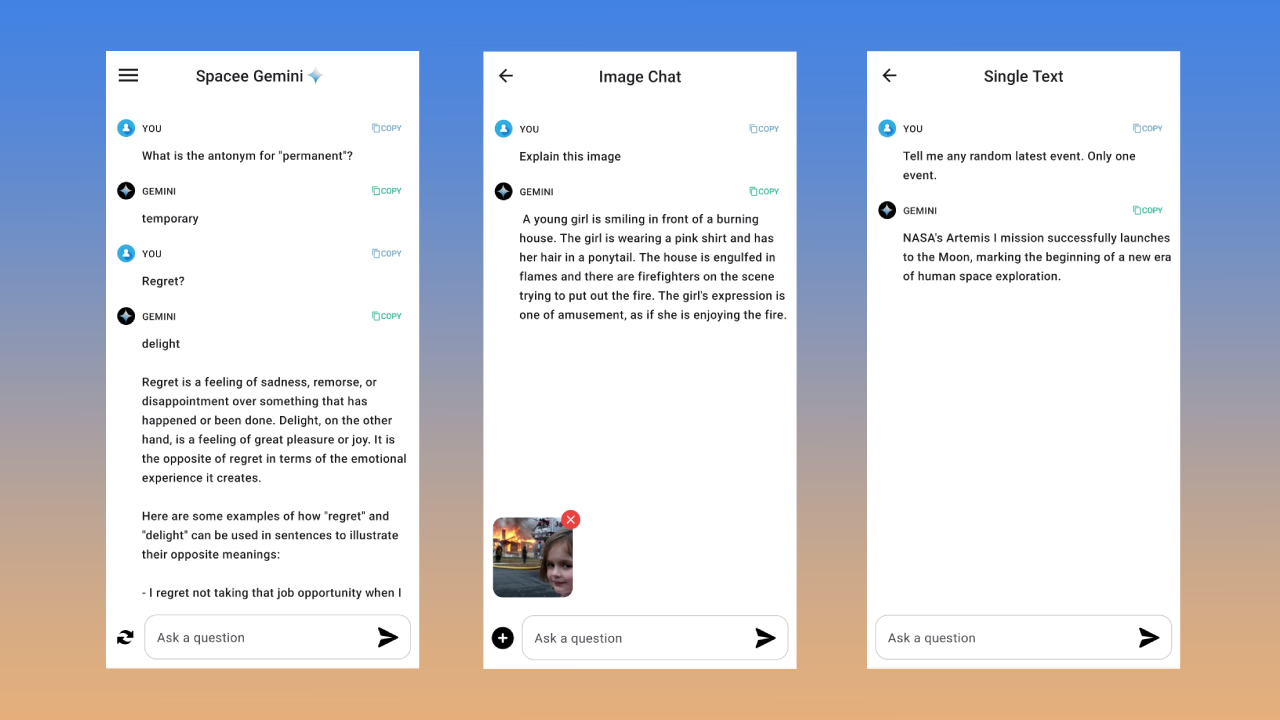 Spacee Gemini
YOU
COPY
What is the antonym for "permanent"?
GEMINI
COPY
temporary
YOU
COPY
Regret?
GEMINI
COPY
delight
Regret is a feeling of sadness, remorse, or
disappointment over something that has
happened or been done. Delight, on the other
hand, is a feeling of great pleasure or joy. It is
the opposite of regret in terms of the emotional
experience it creates.
Here are some examples of how "regret" and
"delight" can be used in sentences to illustrate
their opposite meanings:
- I regret not taking that job opportunity when I
Ask a question
Image Chat
YOU
COPY
Explain this image
GEMINI
COPY
A young girl is smiling in front of a burning
house. The girl is wearing a pink shirt and has
her hair in a ponytail. The house is engulfed in
flames and there are firefighters on the scene
trying to put out the fire. The girl's expression is
one of amusement, as if she is enjoying the fire.
Ask a question
Single Text
YOU
COPY
Tell me any random latest event. Only one
event.
GEMINI
COPY
NASA's Artemis I mission successfully launches
to the Moon, marking the beginning of a new era
of human space exploration.
Ask a question